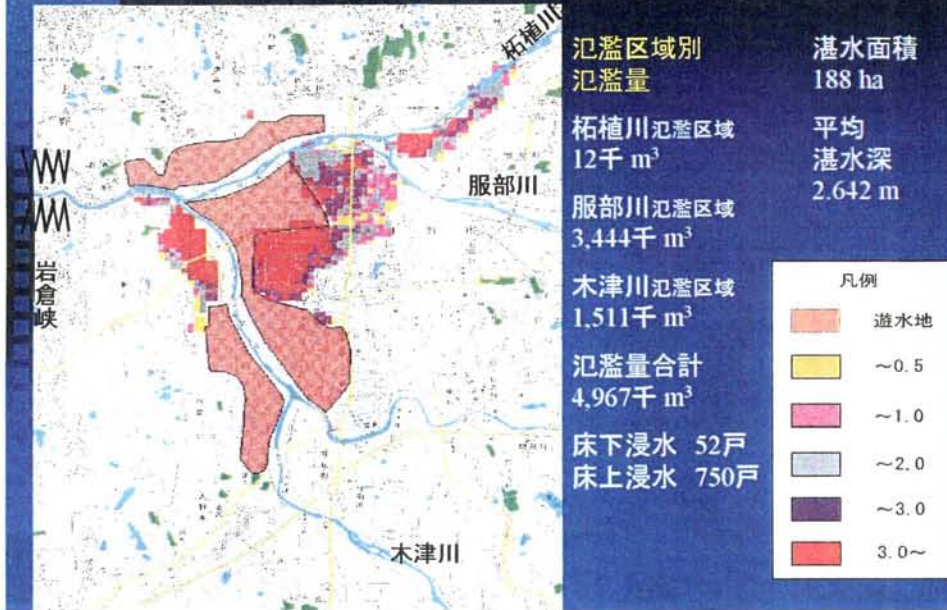 柘植川
服部川
岩倉峡
木津川
氾濫区域別
氾濫量
柘植川氾濫区域
12千 m³
服部川氾濫区域
3,444千 m³
木津川氾濫区域
1,511千 m³
氾濫量合計
4,967千 m³
床下浸水 52戸
床上浸水 750戸
湛水面積
188 ha
平均
湛水深
2.642 m
凡例
遊水地
~0.5
~1.0
~2.0
~3.0
3.0~